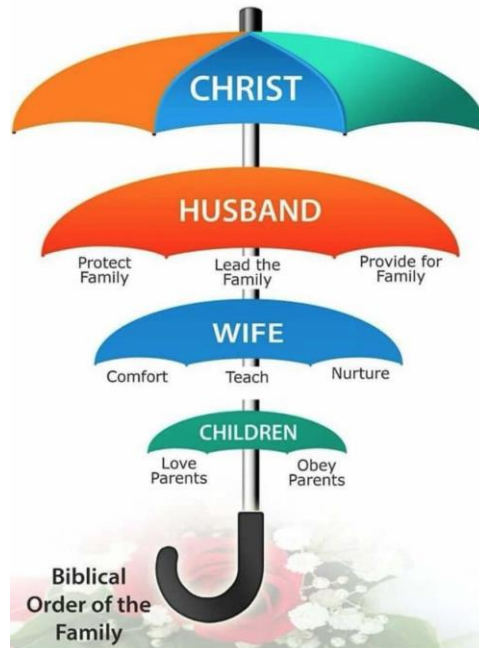 CHRIST
HUSBAND
Protect
Family
Lead the
Family
Provide for
Family
WIFE
Comfort
Teach
Nurture
CHILDREN
Love
Parents
Obey
Parents
Biblical
Order of the
Family